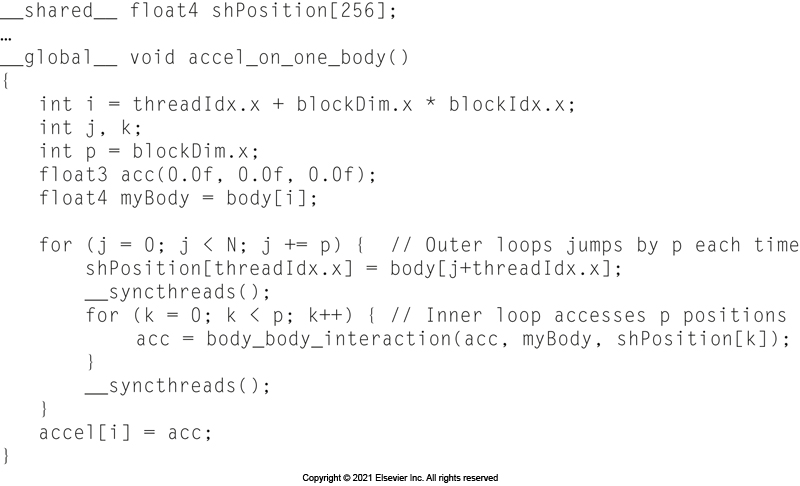 __shared__ float4 shPosition[256];
…
__global__ void accel_on_one_body()
{
int i = threadIdx.x + blockDim.x * blockIdx.x;
int j, k;
int p = blockDim.x;
float3 acc(0.0f, 0.0f, 0.0f);
float4 myBody = body[i];
for (j = 0; j < N; j += p) { // Outer loops jumps by p each time
shPosition[threadIdx.x] = body[j+threadIdx.x];
__syncthreads();
for (k = 0; k < p; k++) { // Inner loop accesses p positions
acc = body_body_interaction(acc, myBody, shPosition[k]);
}
__syncthreads();
}
accel[i] = acc;
}
Copyright © 2021 Elsevier Inc. All rights reserved